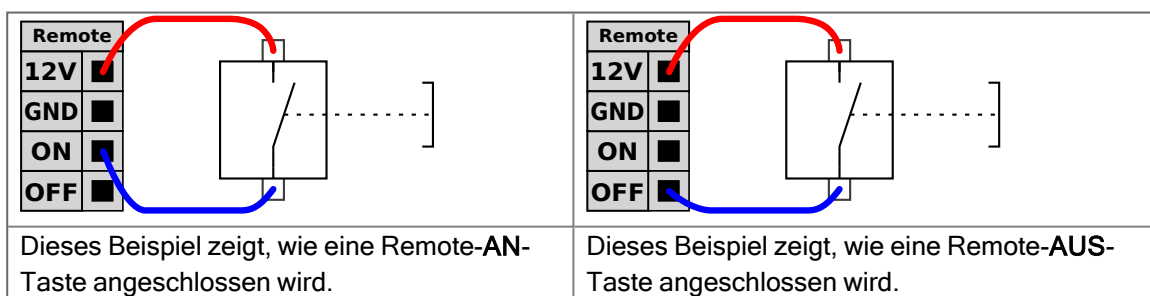 Remote
12V
GND
ON
OFF
Dieses Beispiel zeigt, wie eine Remote-AN-
Taste angeschlossen wird.
Remote
12V
GND
ON
OFF
Dieses Beispiel zeigt, wie eine Remote-AUS-
Taste angeschlossen wird.